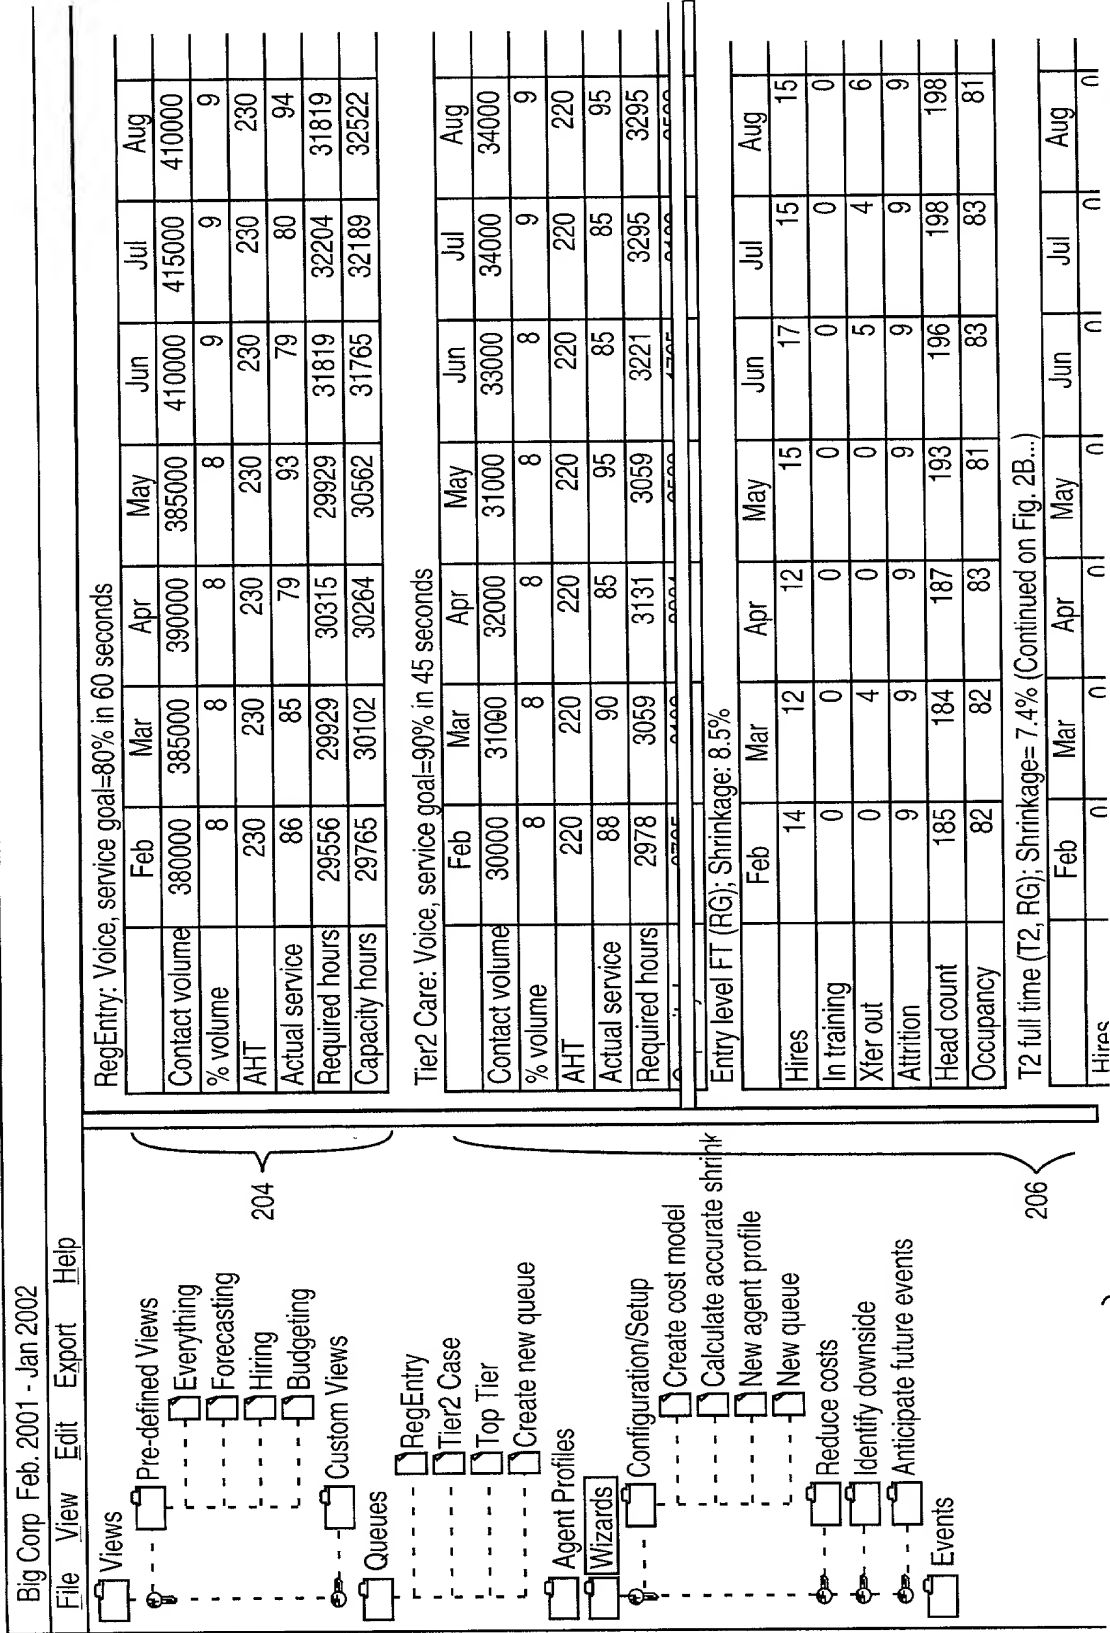 Big Corp Feb. 2001 - Jan 2002
File View Edit Export Help
Views
Pre-defined Views
Everything
Forecasting
Hiring
Budgeting
Custom Views
Queues
RegEntry
Tier2 Case
Top Tier
Create new queue
Agent Profiles
Wizards
Configuration/Setup
Create cost model
Calculate accurate shrink
New agent profile
New queue
Reduce costs
Identify downside
Anticipate future events
Events
204
206
RegEntry: Voice, service goal=80% in 60 seconds
Feb Mar Apr May Jun Jul Aug
Contact volume 380000 385000 390000 385000 410000 415000 410000
% volume 8 8 8 8 9 9 9
AHT 230 230 230 230 230 230 230
Actual service 86 85 79 93 79 80 94
Required hours 29556 29929 30315 29929 31819 32204 31819
Capacity hours 29765 30102 30264 30562 31765 32189 32522
Tier2 Care: Voice, service goal=90% in 45 seconds
Feb Mar Apr May Jun Jul Aug
Contact volume 30000 31000 32000 31000 33000 34000 34000
% volume 8 8 8 8 8 9 9
AHT 220 220 220 220 220 220 220
Actual service 88 90 85 95 85 85 95
Required hours 2978 3059 3131 3059 3221 3295 3295
Entry level FT (RG); Shrinkage: 8.5%
Feb Mar Apr May Jun Jul Aug
Hires 14 12 12 15 17 15 15
In training 0 0 0 0 0 0 0
Xfer out 0 4 0 0 5 4 6
Attrition 9 9 9 9 9 9 9
Head count 185 184 187 193 196 198 198
Occupancy 82 82 83 81 83 83 81
T2 full time (T2, RG); Shrinkage= 7.4% (Continued on Fig. 2B...)
Feb Mar Apr May Jun Jul Aug
Hires 0 0 0 0 0 0 0